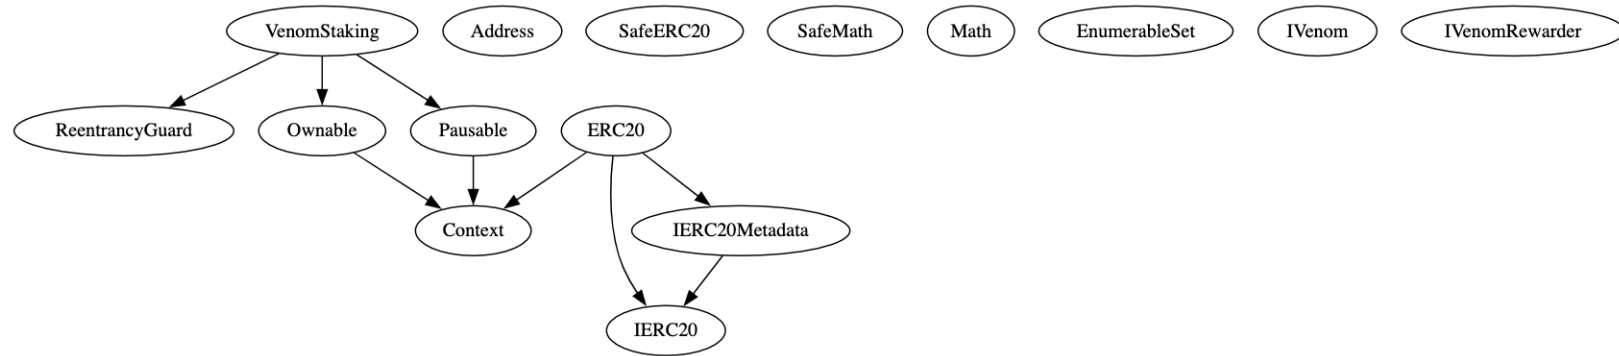 VenomStaking Address SafeERC20 SafeMath Math EnumerableSet IVenom IVenomRewarder
ReentrancyGuard Ownable Pausable ERC20
Context IERC20Metadata
IERC20